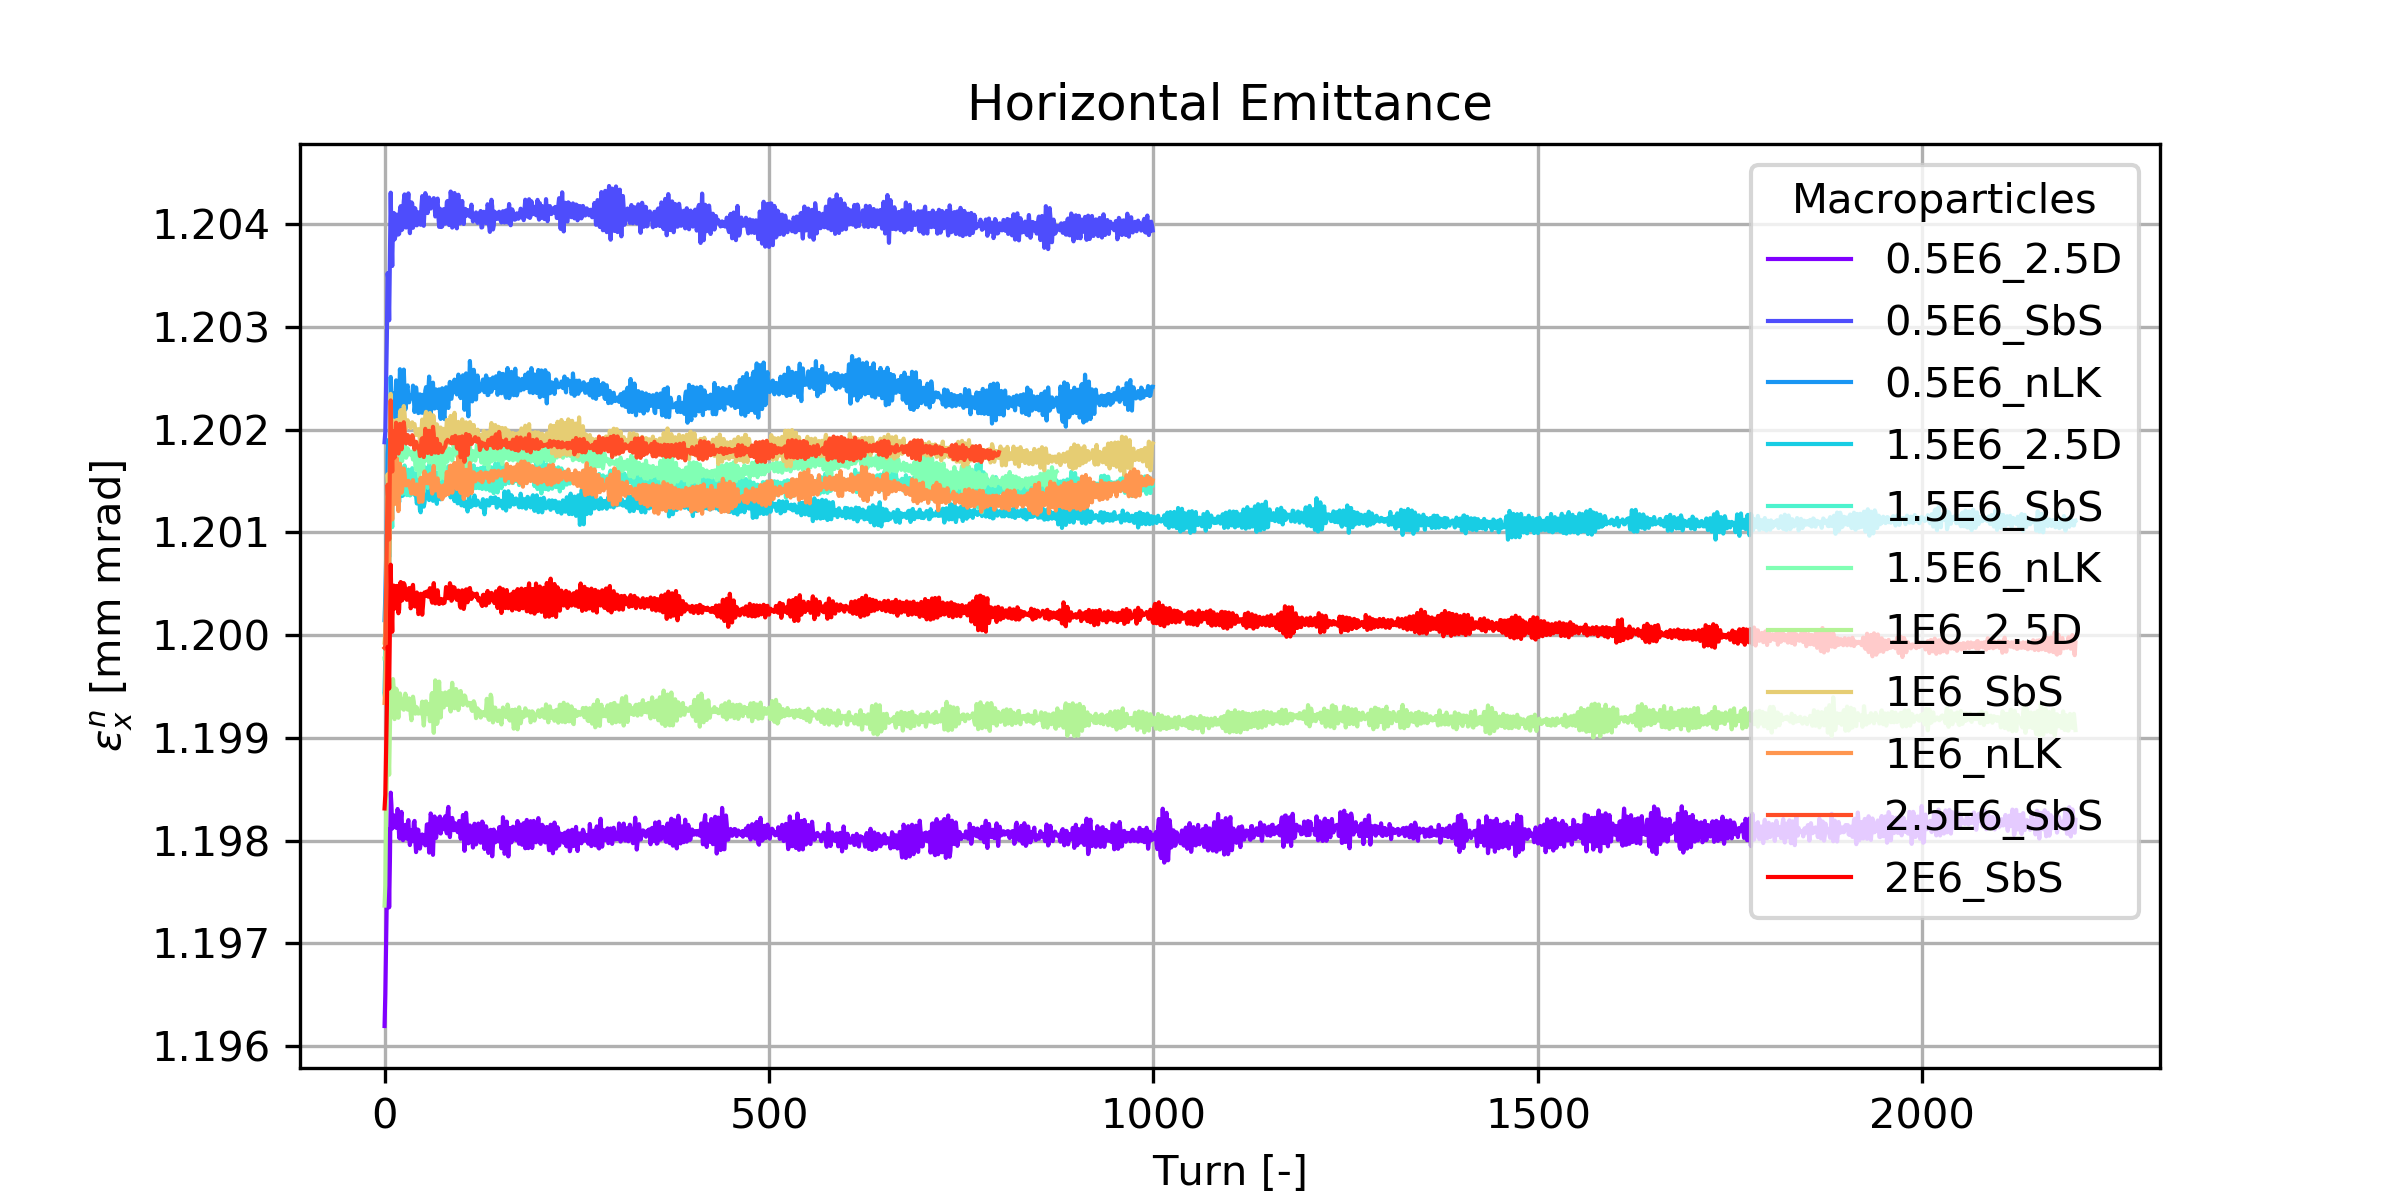 Horizontal Emittance
1.204
1.203
1.202
1.201
1.200
1.199
1.198
1.197
1.196
εₓⁿ [mm mrad]
0 500 1000 1500 2000
Turn [-]
Macroparticles
0.5E6_2.5D
0.5E6_SbS
0.5E6_nLK
1.5E6_2.5D
1.5E6_SbS
1.5E6_nLK
1E6_2.5D
1E6_SbS
1E6_nLK
2.5E6_SbS
2E6_SbS